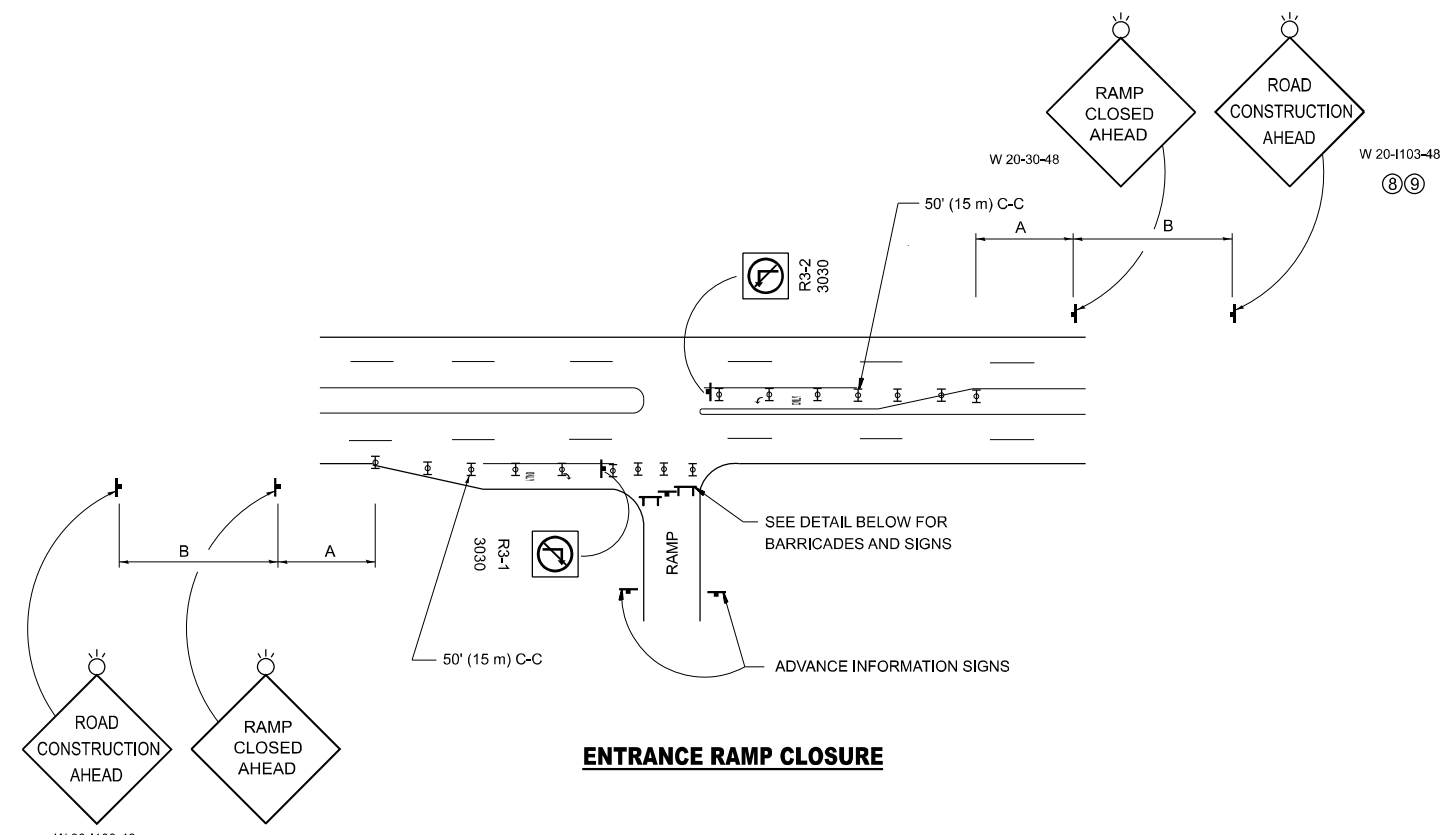 RAMP
CLOSED
AHEAD
W 20-30-48
ROAD
CONSTRUCTION
AHEAD
W 20-I103-48
⑧⑨
50' (15 m) C-C
A
B
R3-2
3030
ONLY
ONLY
R3-1
3030
RAMP
SEE DETAIL BELOW FOR
BARRICADES AND SIGNS
B
A
50' (15 m) C-C
ADVANCE INFORMATION SIGNS
ROAD
CONSTRUCTION
AHEAD
RAMP
CLOSED
AHEAD
ENTRANCE RAMP CLOSURE